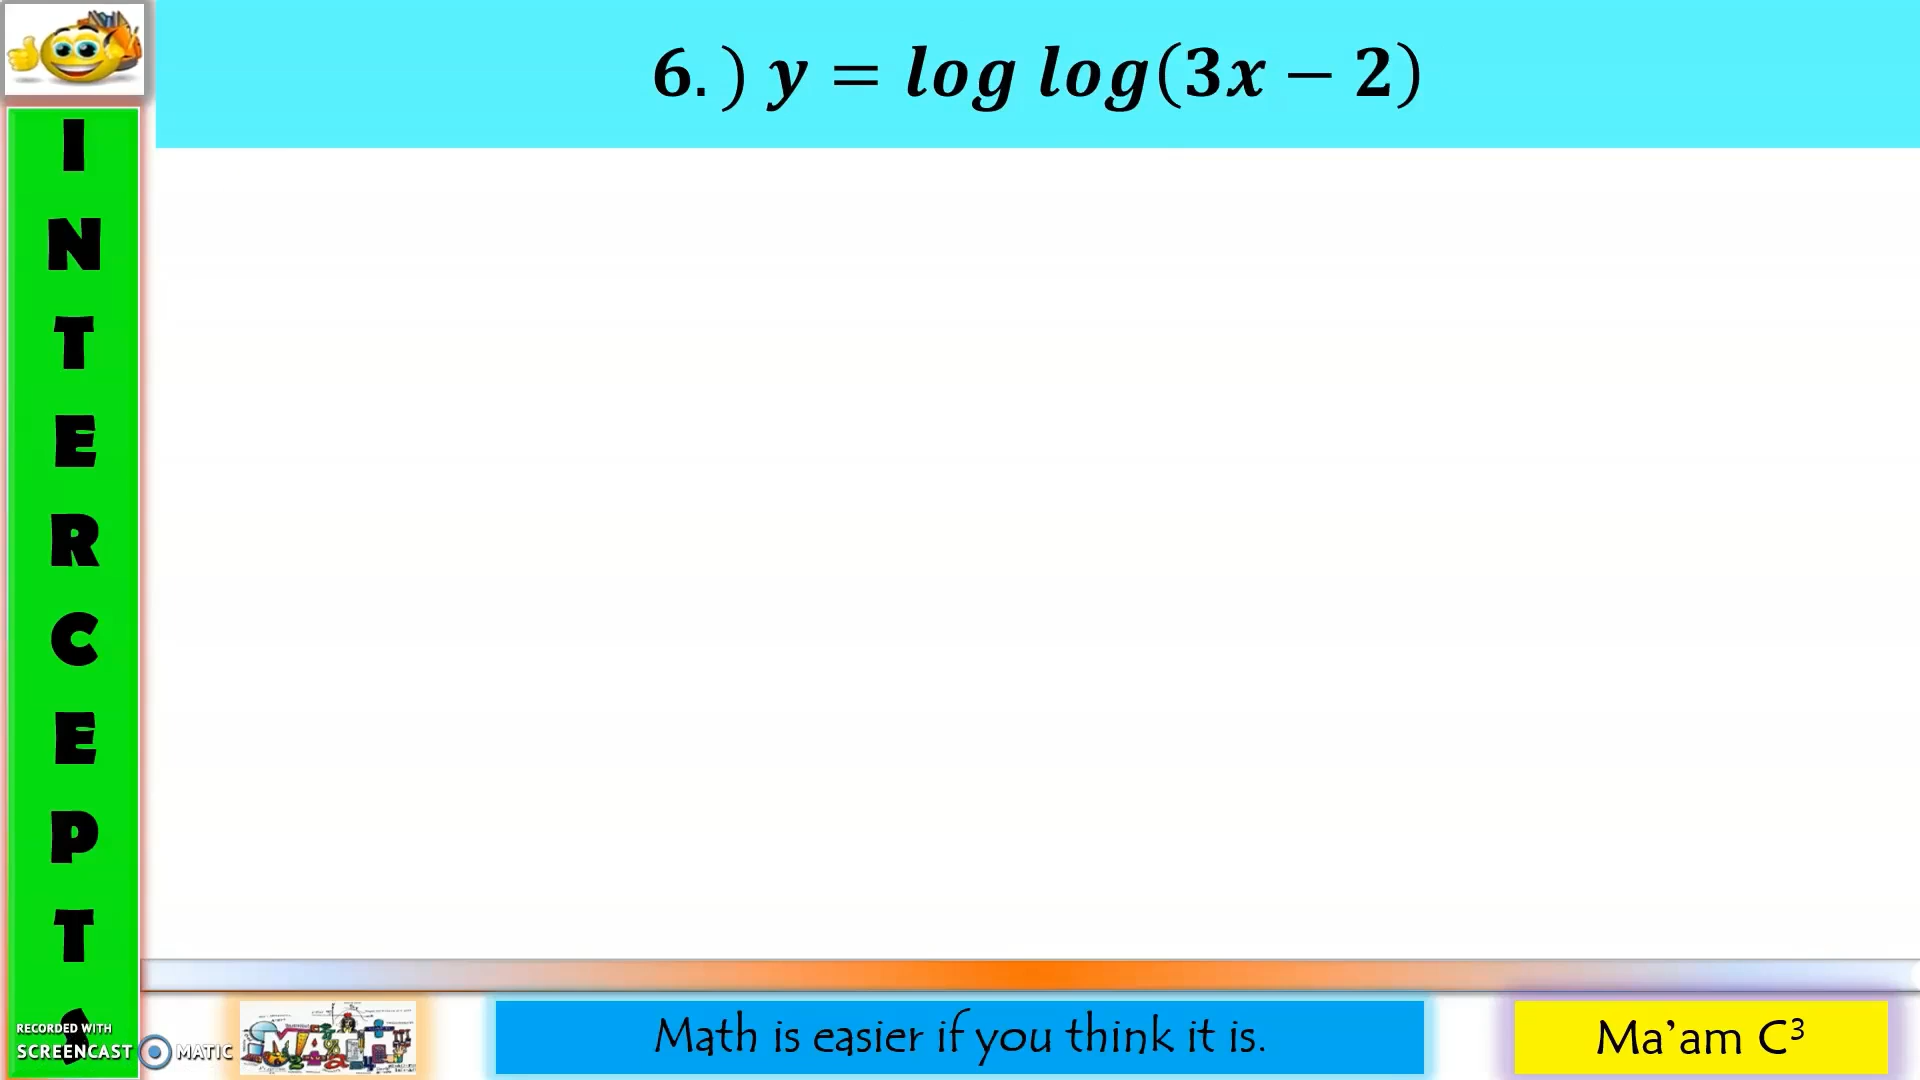 6.) y = log log(3x − 2)
I
N
T
E
R
C
E
P
T
S
RECORDED WITH
SCREENCAST MATIC
MATH
Math is easier if you think it is.
Ma’am C³